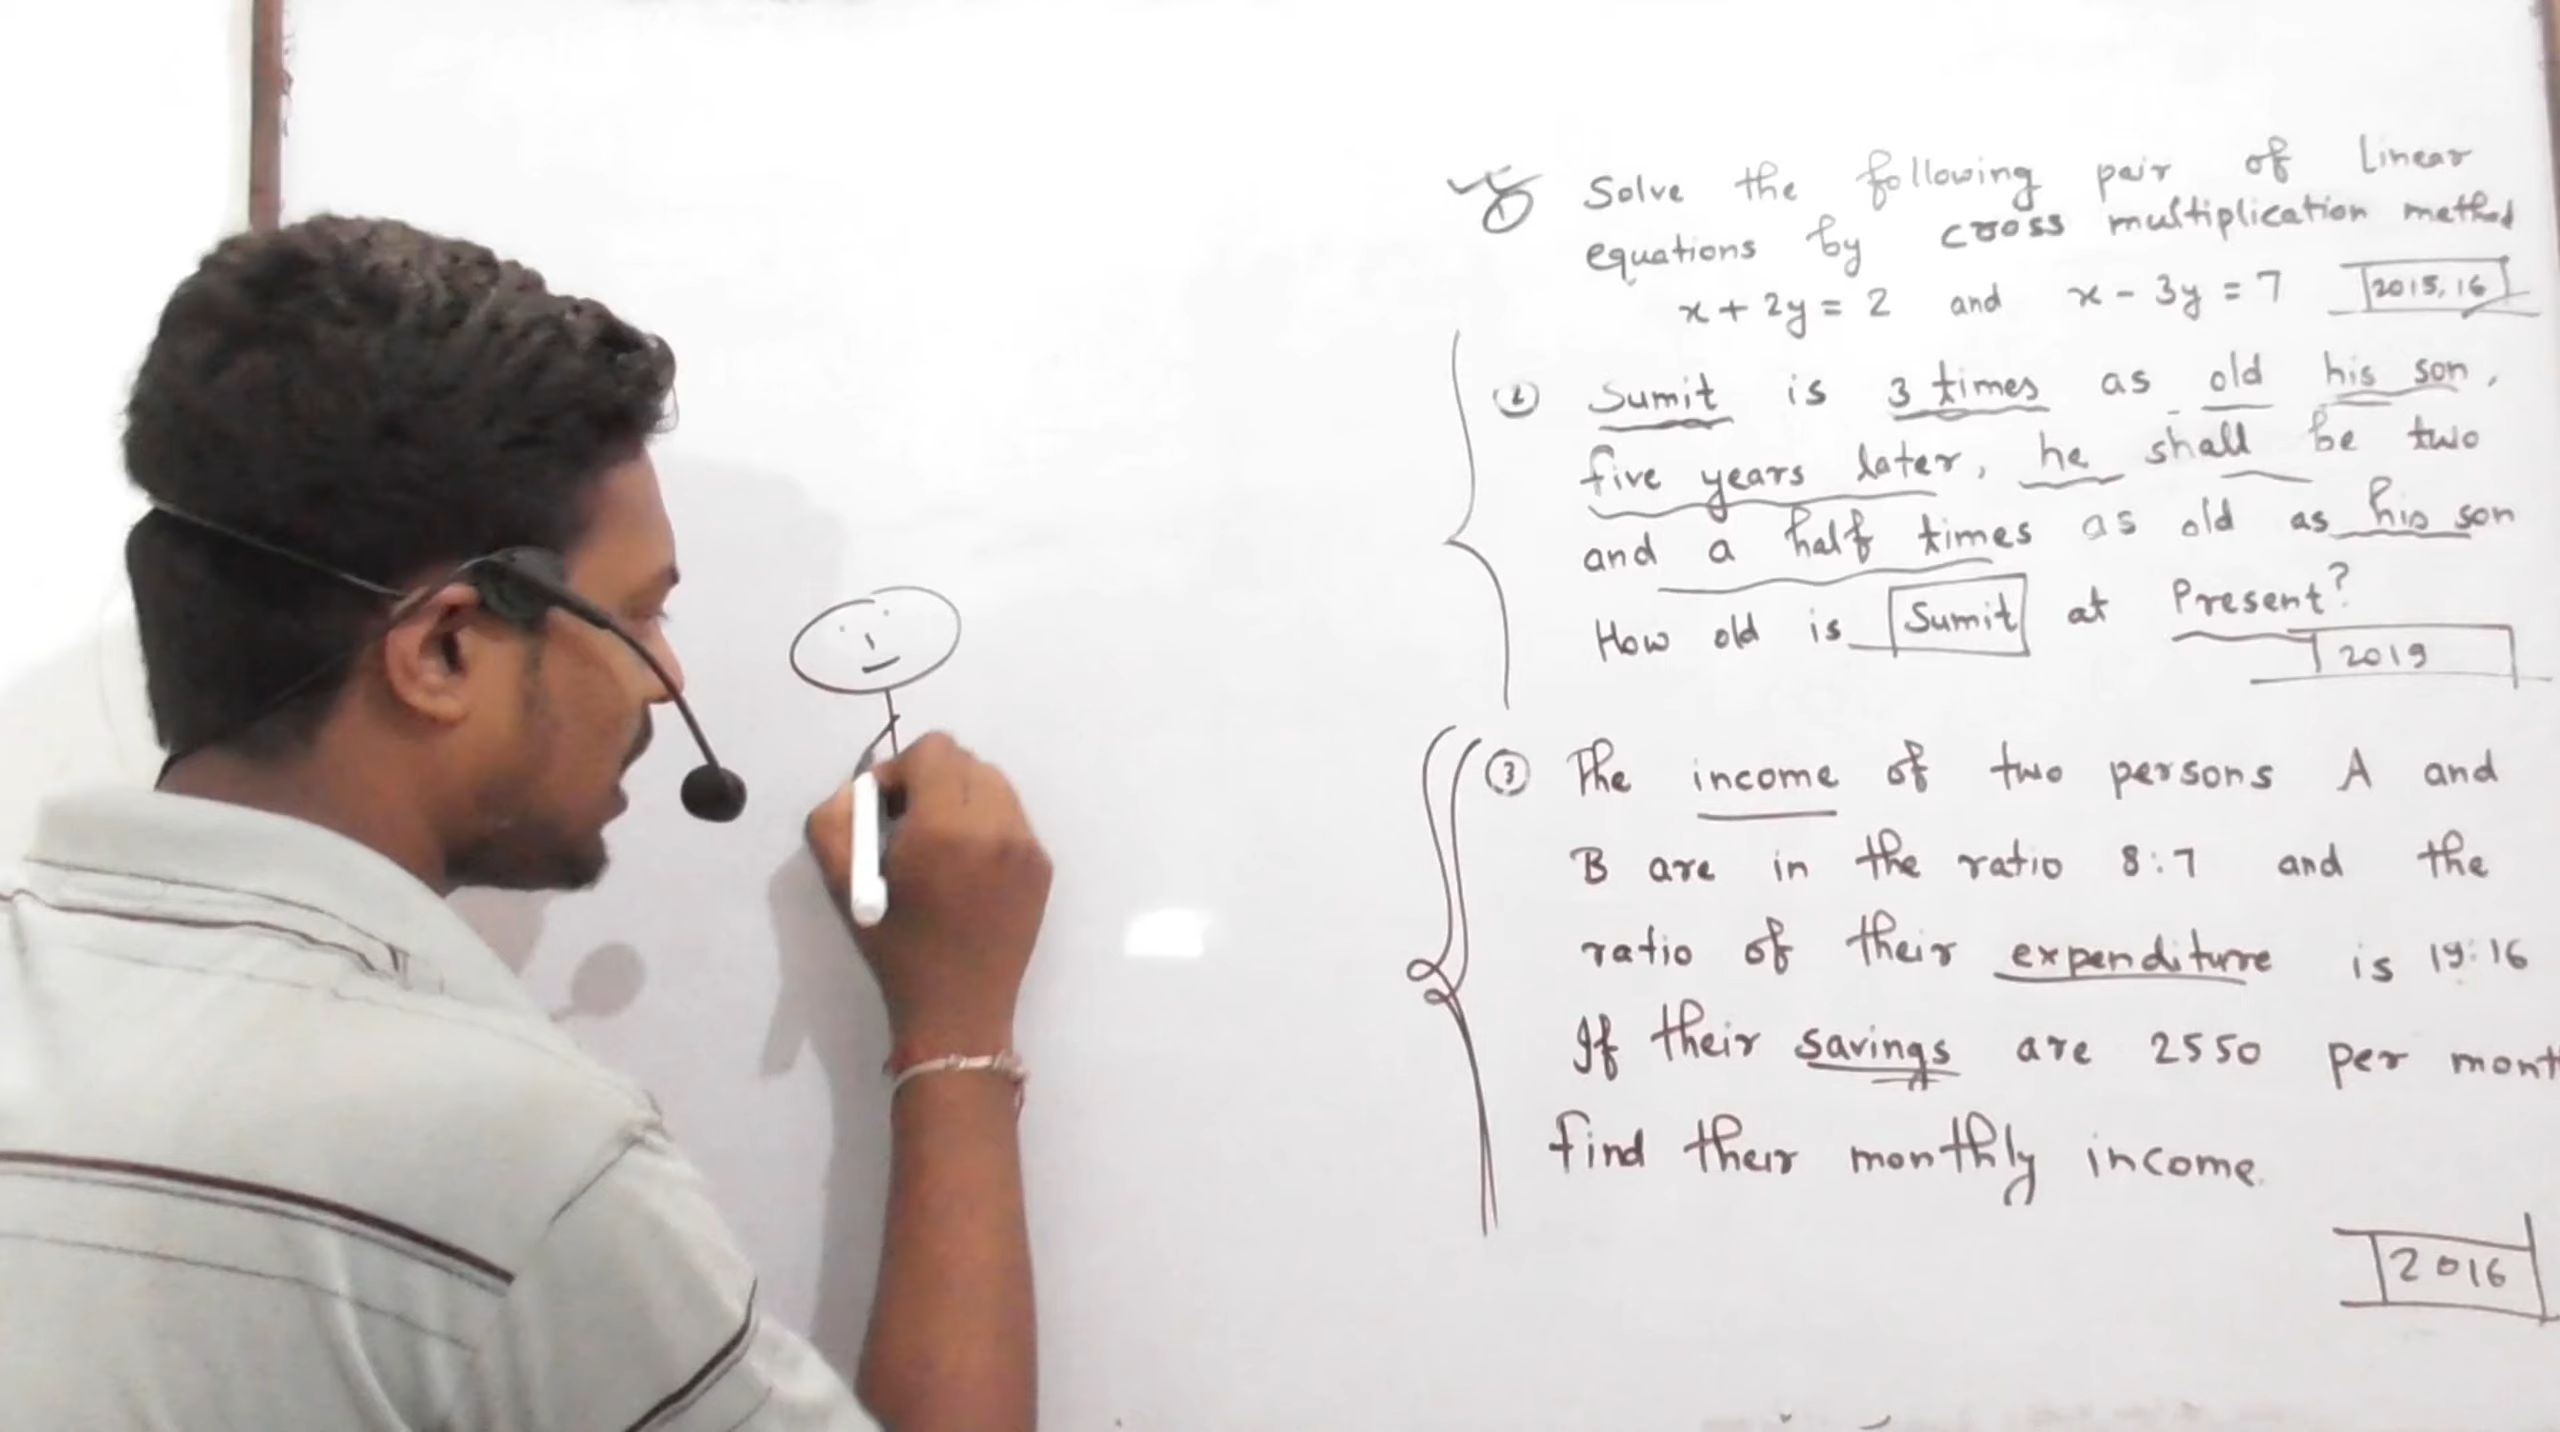 ① Solve the following pair of Linear
equations by cross multiplication method
x + 2y = 2 and x - 3y = 7 2015, 16
② Sumit is 3 times as old his son,
five years later, he shall be two
and a half times as old as his son
How old is Sumit at Present?
2019
③ The income of two persons A and
B are in the ratio 8:7 and the
ratio of their expenditure is 19:16
If their savings are 2550 per mont
find their monthly income.
2016